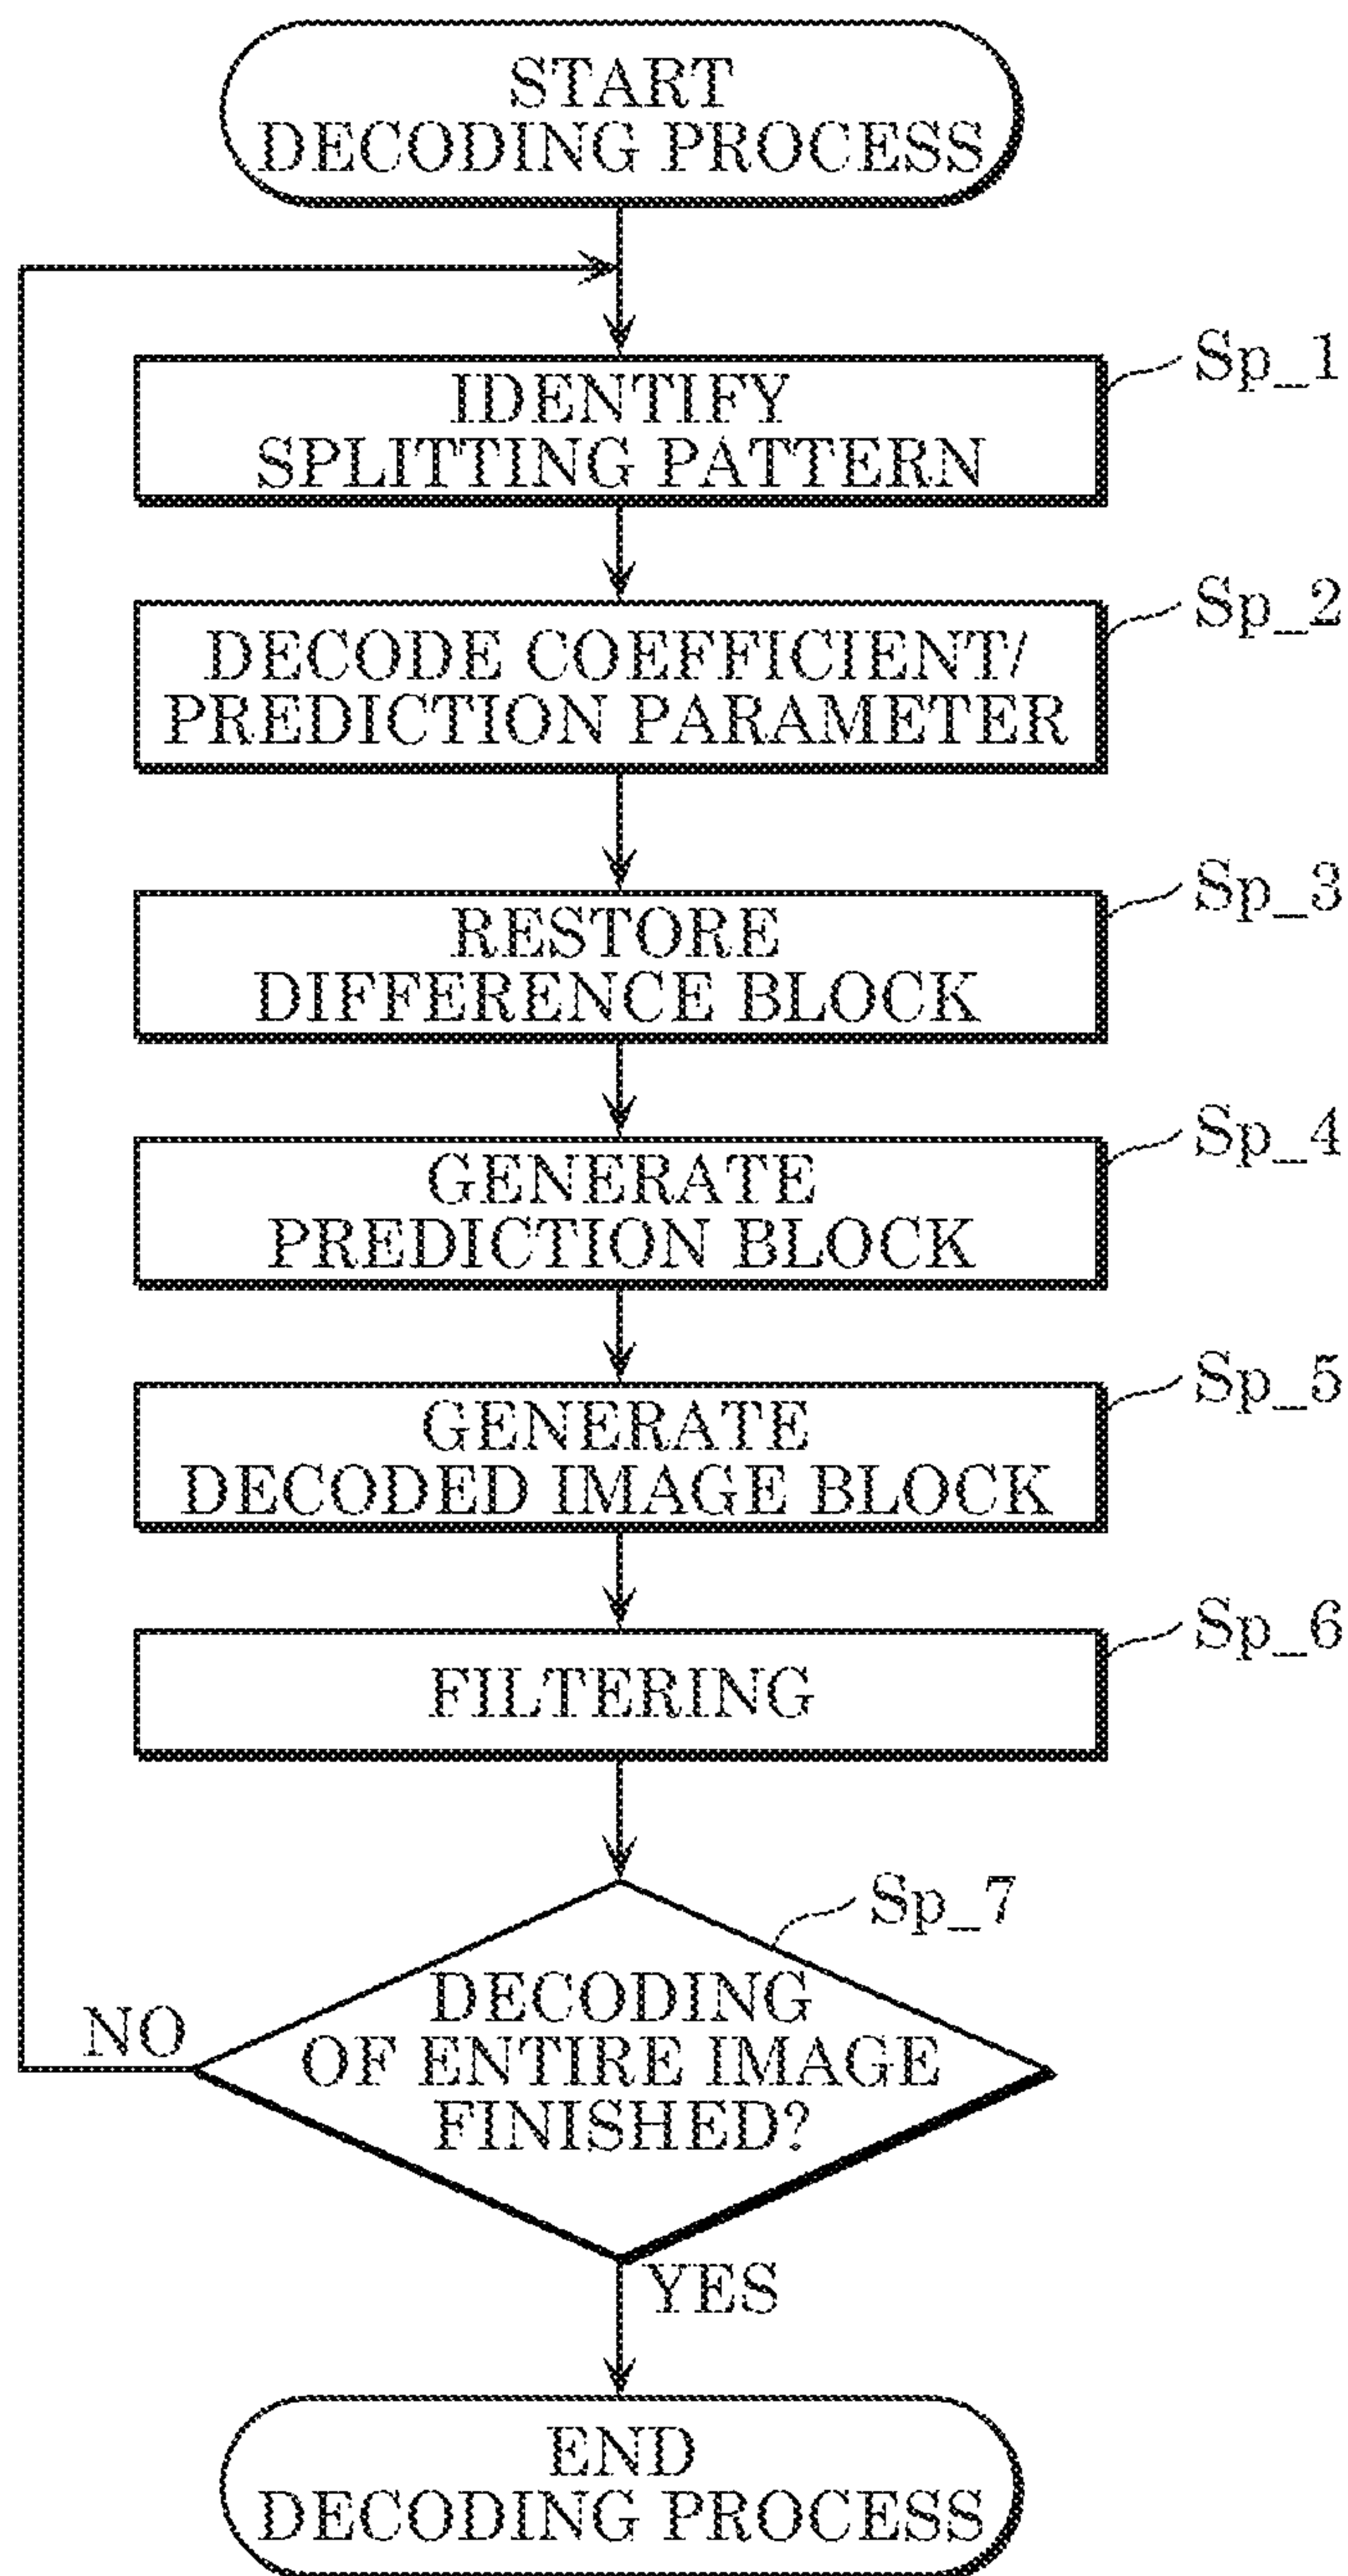 START
DECODING PROCESS
IDENTIFY
SPLITTING PATTERN
Sp_1
DECODE COEFFICIENT/
PREDICTION PARAMETER
Sp_2
RESTORE
DIFFERENCE BLOCK
Sp_3
GENERATE
PREDICTION BLOCK
Sp_4
GENERATE
DECODED IMAGE BLOCK
Sp_5
FILTERING
Sp_6
Sp_7
DECODING
OF ENTIRE IMAGE
FINISHED?
NO
YES
END
DECODING PROCESS